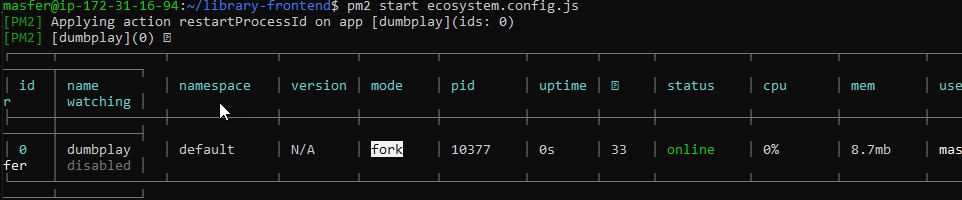 masfer@ip-172-31-16-94:~/library-frontend$ pm2 start ecosystem.config.js
[PM2] Applying action restartProcessId on app [dumbplay](ids: 0)
[PM2] [dumbplay](0)
id name namespace version mode pid uptime status cpu mem use
r watching
0 dumbplay default N/A fork 10377 0s 33 online 0% 8.7mb mas
fer disabled